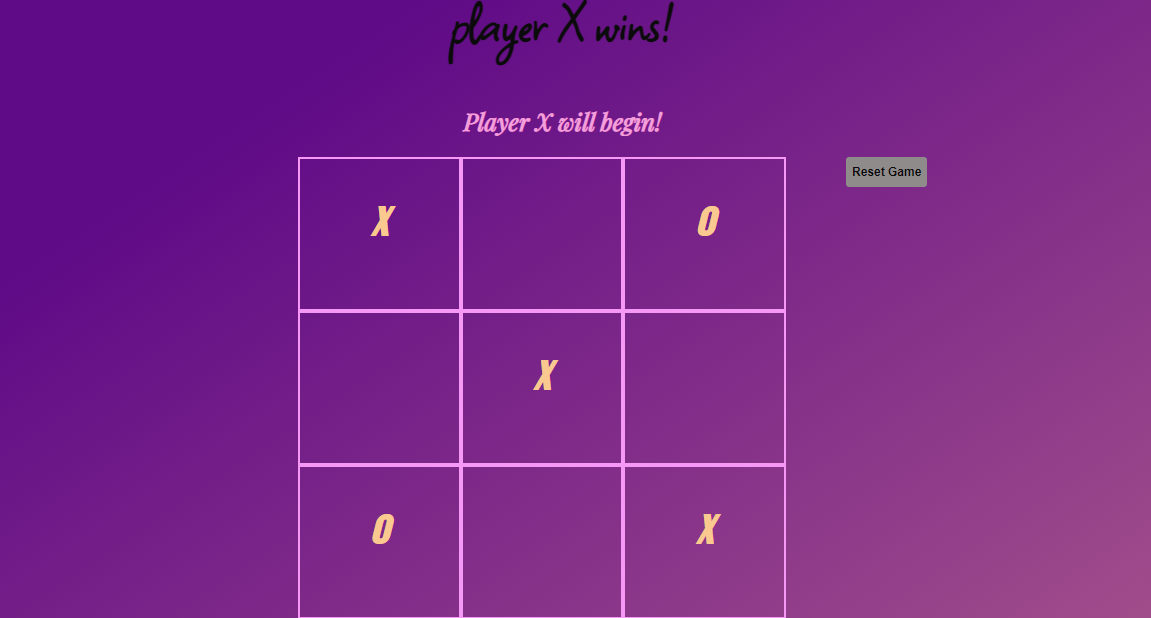 player X wins!
Player X will begin!
Reset Game
X O
X
O X